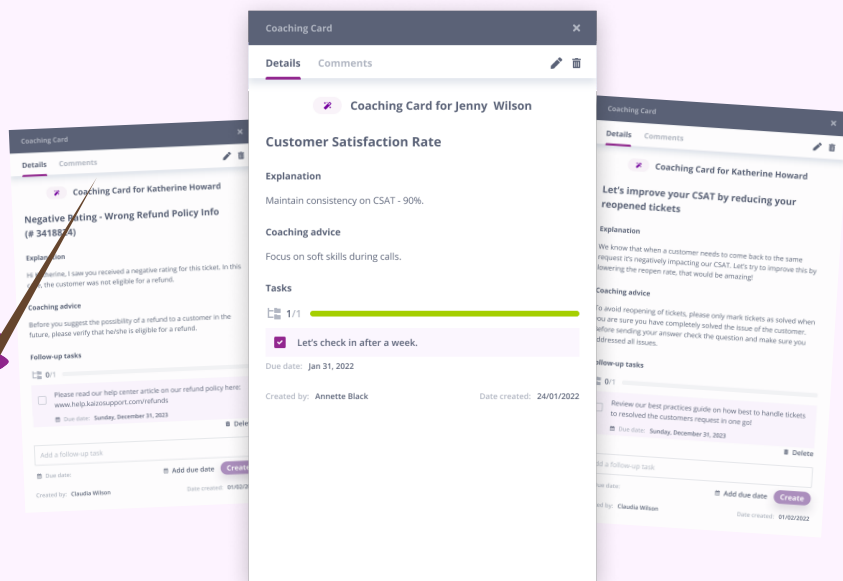 Coaching Card
Details Comments
Coaching Card for Katherine Howard
Negative Rating - Wrong Refund Policy Info
(# 3418824)
Explanation
Hi Katherine, I saw you received a negative rating for this ticket. In this
the customer was not eligible for a refund.
Coaching advice
Before you suggest the possibility of a refund to a customer in the
future, please verify that he/she is eligible for a refund.
Follow-up tasks
0/1
Please read our help center article on our refund policy here:
www.help.kaizosupport.com/refunds
Due date: Sunday, December 31, 2023
Dele
Add a follow-up task
Due date:
Add due date Create
Created by: Claudia Wilson
Date created: 01/02/20
Coaching Card
Details Comments
Coaching Card for Jenny Wilson
Customer Satisfaction Rate
Explanation
Maintain consistency on CSAT - 90%.
Coaching advice
Focus on soft skills during calls.
Tasks
1/1
Let's check in after a week.
Due date: Jan 31, 2022
Created by: Annette Black
Date created: 24/01/2022
Coaching Card
Details Comments
Coaching Card for Katherine Howard
Let's improve your CSAT by reducing your
reopened tickets
Explanation
We know that when a customer needs to come back to the same
request it's negatively impacting our CSAT. Let's try to improve this by
lowering the reopen rate, that would be amazing!
Coaching advice
To avoid reopening of tickets, please only mark tickets as solved when
you are sure you have completely solved the issue of the customer.
Before sending your answer check the question and make sure you
addressed all issues.
ollow-up tasks
0/1
Review our best practices guide on how best to handle tickets
to resolved the customers request in one go!
Due date: Sunday, December 31, 2023
Delete
dd a follow-up task
ue date:
Add due date Create
ed by: Claudia Wilson
Date created: 01/02/2022